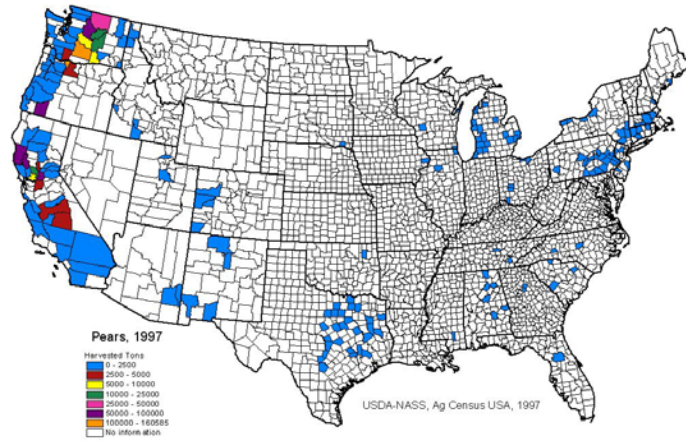 Pears, 1997
Harvested Tons
0 - 2500
2500 - 5000
5000 - 10000
10000 - 25000
25000 - 50000
50000 - 100000
100000 - 160585
No information
USDA-NASS, Ag Census USA, 1997